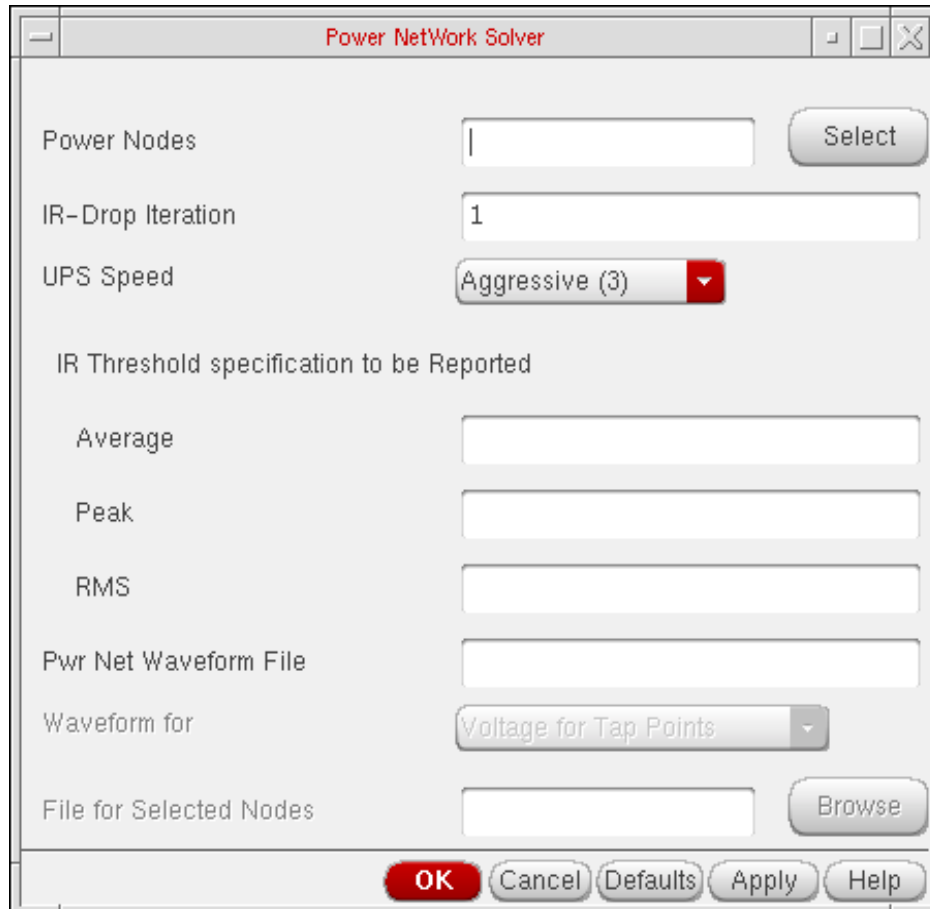 Power NetWork Solver
Power Nodes
Select
IR-Drop Iteration
1
UPS Speed
Aggressive (3)
IR Threshold specification to be Reported
Average
Peak
RMS
Pwr Net Waveform File
Waveform for
Voltage for Tap Points
File for Selected Nodes
Browse
OK Cancel Defaults Apply Help